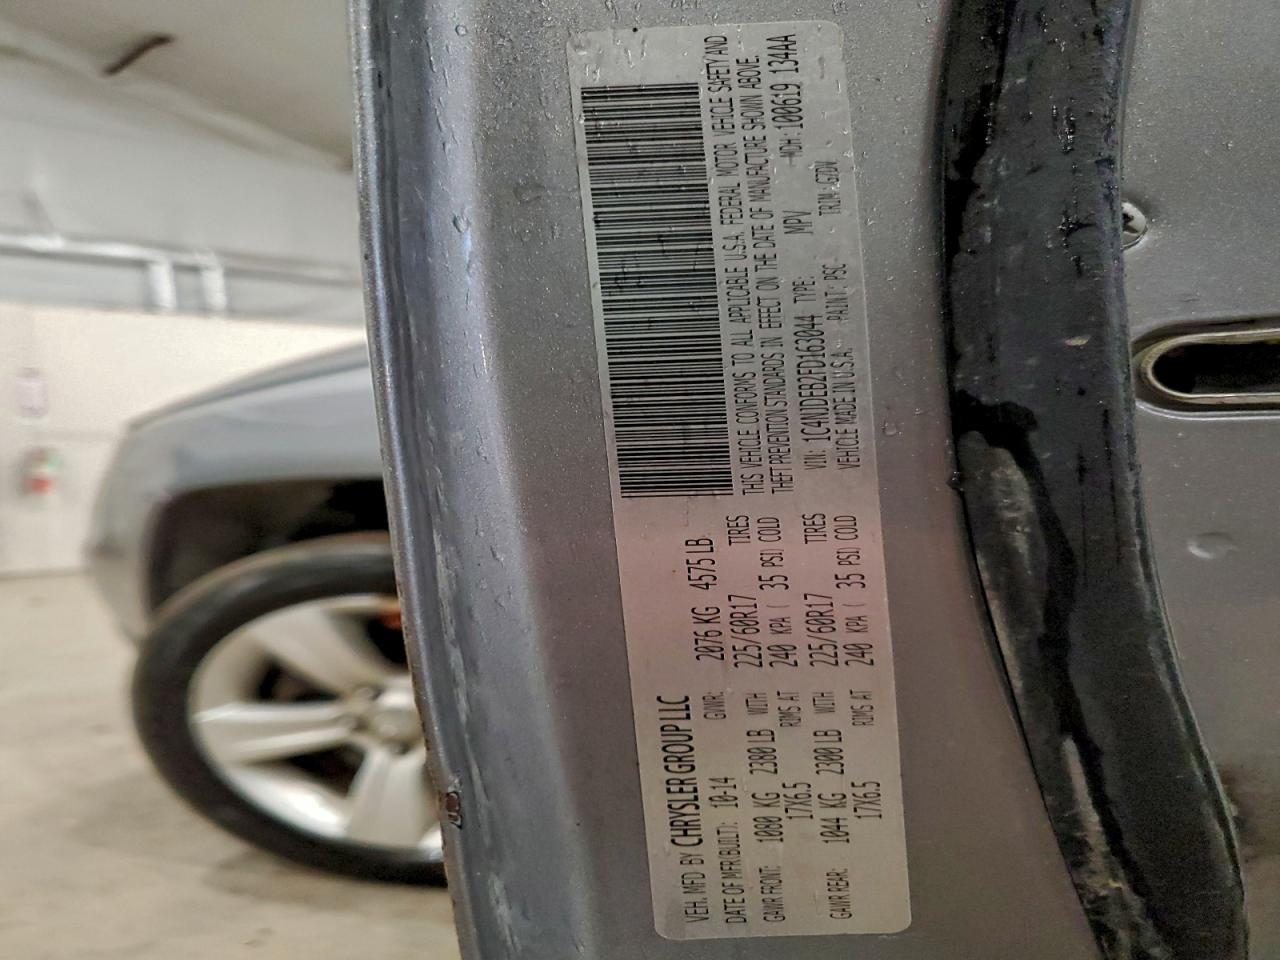 VEH. MFD BY CHRYSLER GROUP LLC
DATE OF MFR(BUILT): 10-14 GVWR: 2076 KG 4575 LB
GAWR FRONT: 1080 KG 2380 LB WITH 225/60R17 TIRES
17X6.5 RIMS AT 240 KPA ( 35 PSI) COLD
GAWR REAR: 1044 KG 2300 LB WITH 225/60R17 TIRES
17X6.5 RIMS AT 240 KPA ( 35 PSI) COLD
THIS VEHICLE CONFORMS TO ALL APPLICABLE U.S.A. FEDERAL MOTOR VEHICLE SAFETY AND
THEFT PREVENTION STANDARDS IN EFFECT ON THE DATE OF MANUFACTURE SHOWN ABOVE.
VIN: 1C4NJDEB2FD163044 TYPE: MPV MDH: 100619 134AA
VEHICLE MADE IN U.S.A. PAINT: PSC TRIM: G7DV